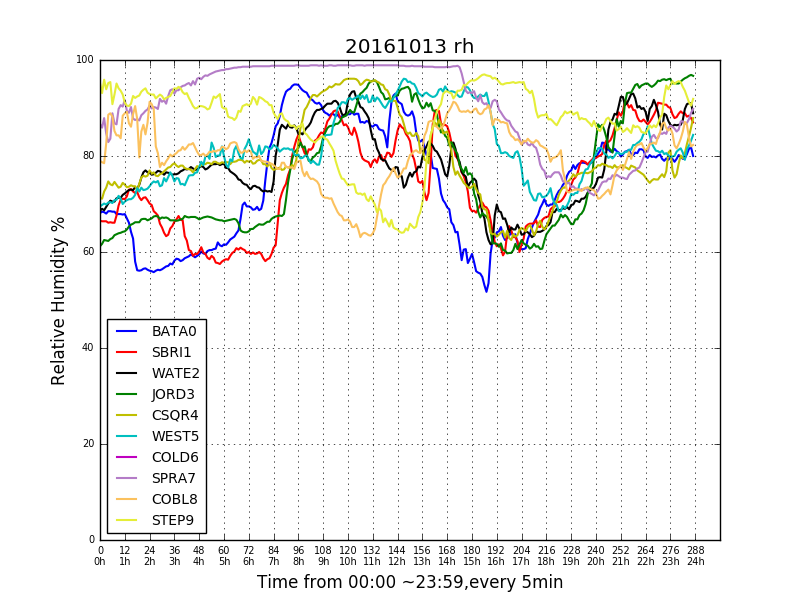 20161013 rh
100
80
60
40
20
0
Relative Humidity %
BATA0
SBRI1
WATE2
JORD3
CSQR4
WEST5
COLD6
SPRA7
COBL8
STEP9
0 12 24 36 48 60 72 84 96 108 120 132 144 156 168 180 192 204 216 228 240 252 264 276 288
0h 1h 2h 3h 4h 5h 6h 7h 8h 9h 10h 11h 12h 13h 14h 15h 16h 17h 18h 19h 20h 21h 22h 23h 24h
Time from 00:00 ~23:59,every 5min